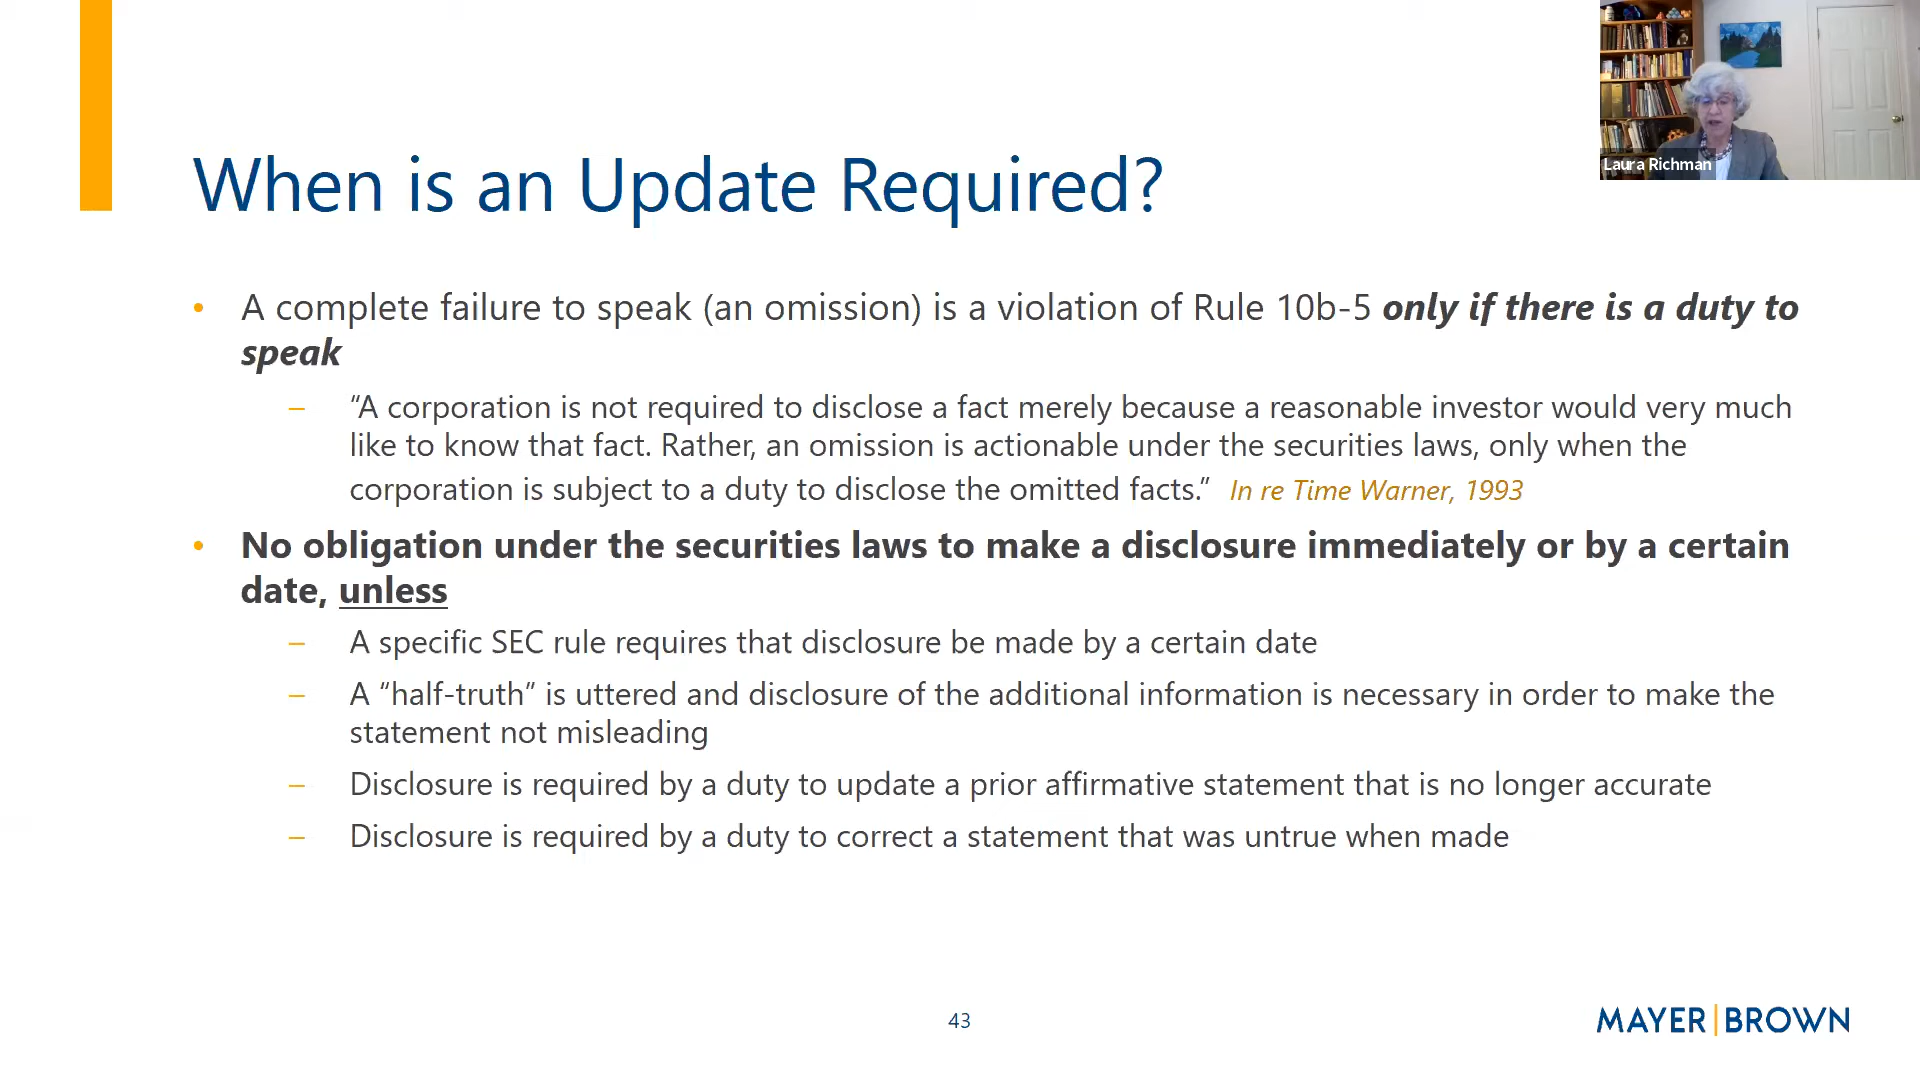 Laura Richman
When is an Update Required?
• A complete failure to speak (an omission) is a violation of Rule 10b-5 only if there is a duty to
speak
– “A corporation is not required to disclose a fact merely because a reasonable investor would very much
like to know that fact. Rather, an omission is actionable under the securities laws, only when the
corporation is subject to a duty to disclose the omitted facts.” In re Time Warner, 1993
• No obligation under the securities laws to make a disclosure immediately or by a certain
date, unless
– A specific SEC rule requires that disclosure be made by a certain date
– A “half-truth” is uttered and disclosure of the additional information is necessary in order to make the
statement not misleading
– Disclosure is required by a duty to update a prior affirmative statement that is no longer accurate
– Disclosure is required by a duty to correct a statement that was untrue when made
43
MAYER|BROWN